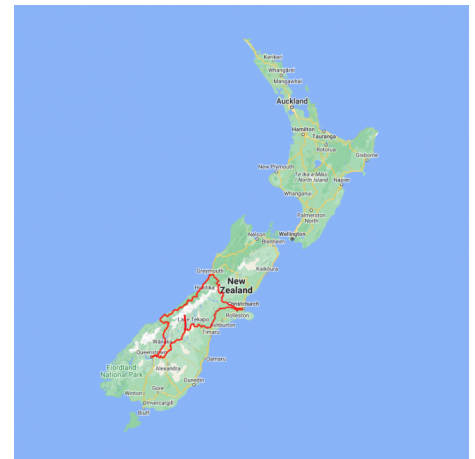 Kerikeri
Whangārei
Mangawhai
Auckland
Hamilton
Tauranga
Rotorua
Gisborne
New Plymouth
Te Ika-a-Māui
North Island
Napier
Whanganui
Palmerston
North
Nelson
Wellington
Blenheim
Greymouth
Kaikōura
Hokitika
New
Zealand
Christchurch
Rolleston
Lake Tekapo
Ashburton
Timaru
Wānaka
Queenstown
Oamaru
Fiordland
National Park
Alexandra
Dunedin
Gore
Winton
Invercargill
Bluff